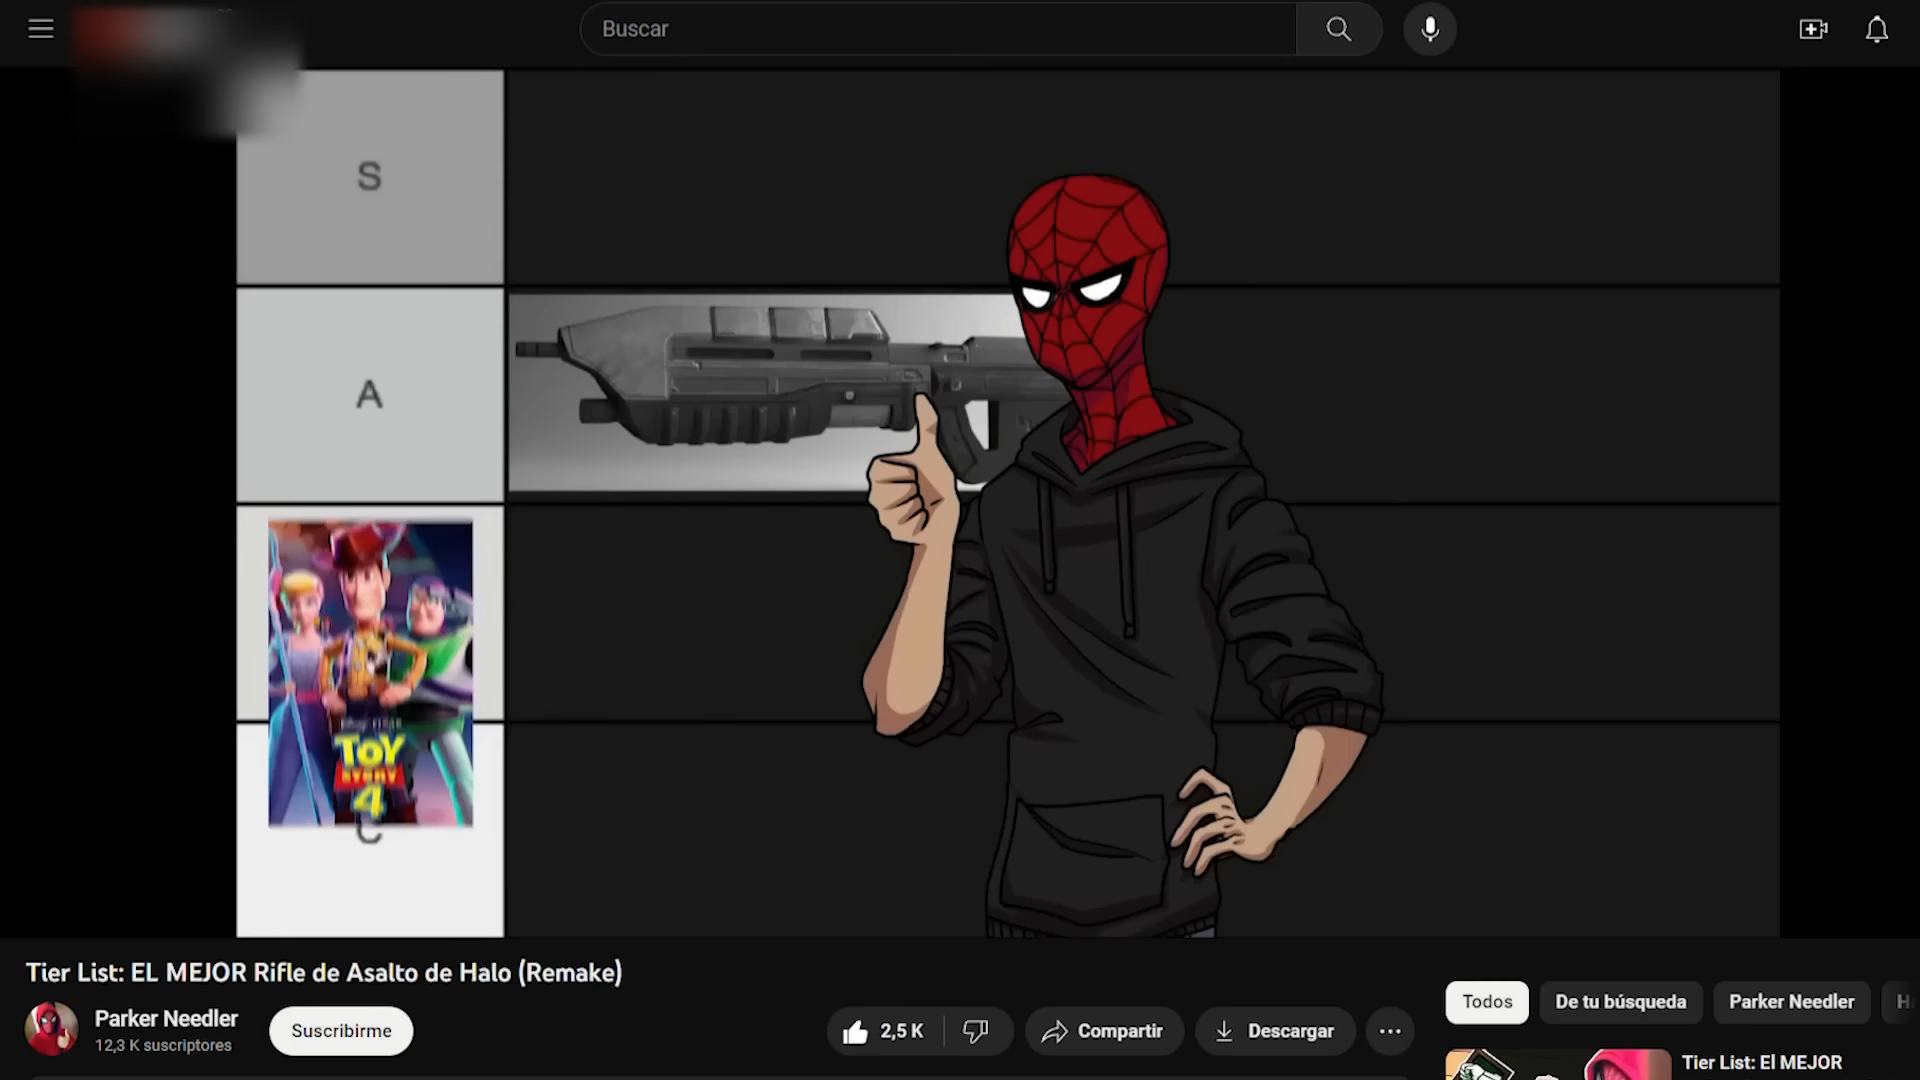 Buscar
S
A
TOY
STORY
4
C
Tier List: EL MEJOR Rifle de Asalto de Halo (Remake)
Parker Needler
12,3 K suscriptores
Suscribirme
2,5 K
Compartir
Descargar
Todos
De tu búsqueda
Parker Needler
Tier List: El MEJOR